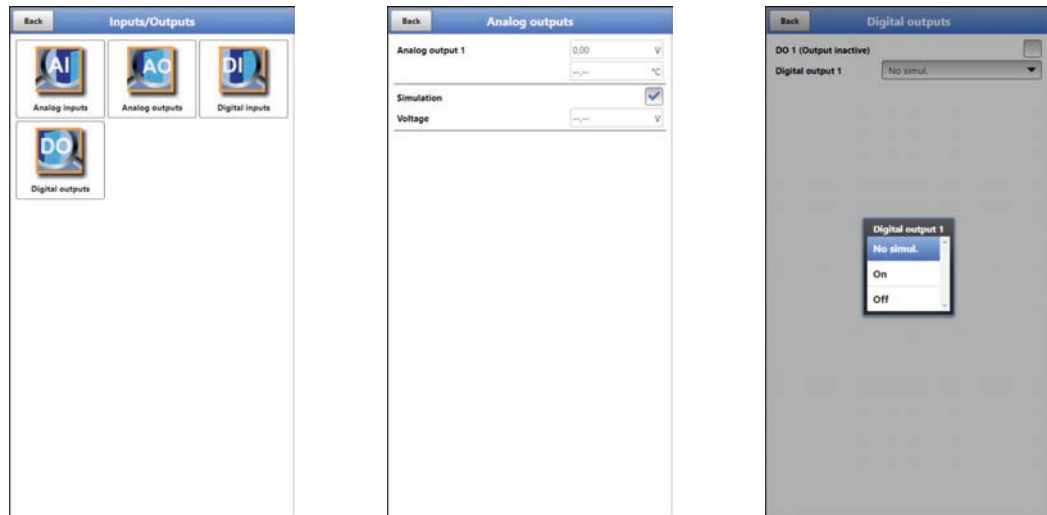 Back Inputs/Outputs
AI AO DI
Analog inputs Analog outputs Digital inputs
DO
Digital outputs
Back Analog outputs
Analog output 1 0,00 V
--,-- °C
Simulation
Voltage --,-- V
Back Digital outputs
DO 1 (Output inactive)
Digital output 1 No simul.
Digital output 1
No simul.
On
Off